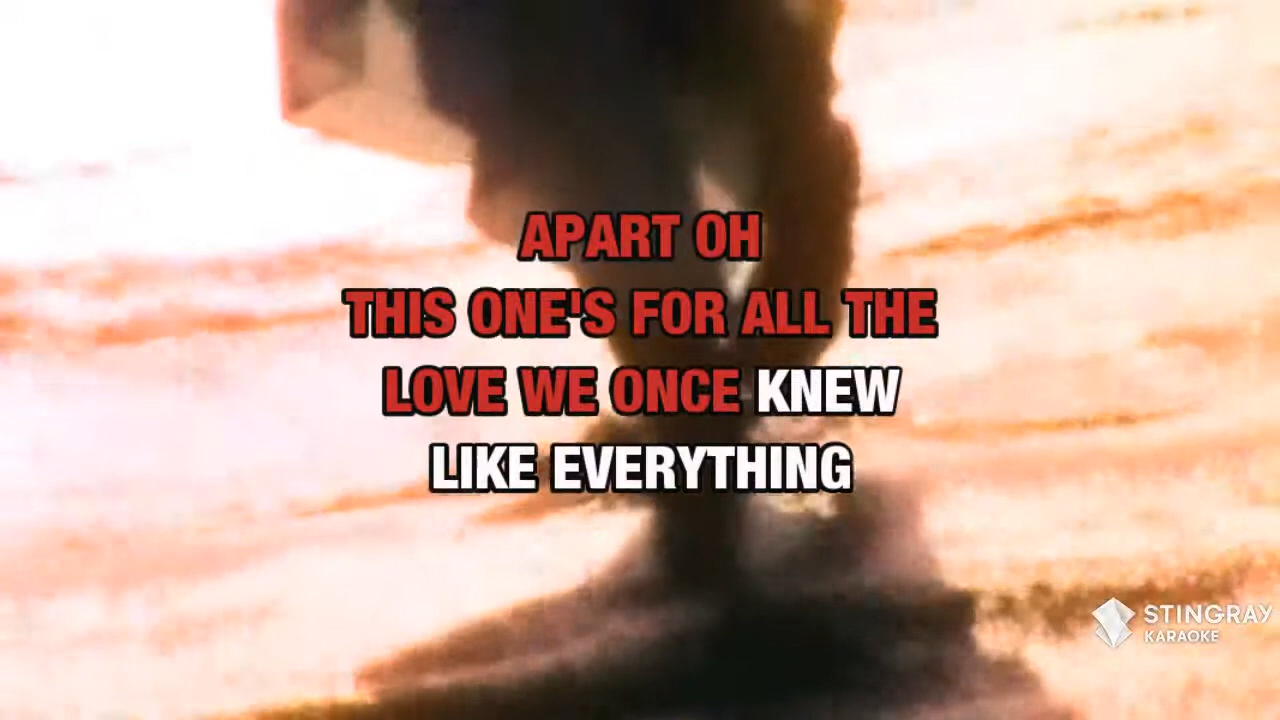 APART OH
THIS ONE'S FOR ALL THE
LOVE WE ONCE KNEW
LIKE EVERYTHING
STINGRAY
KARAOKE